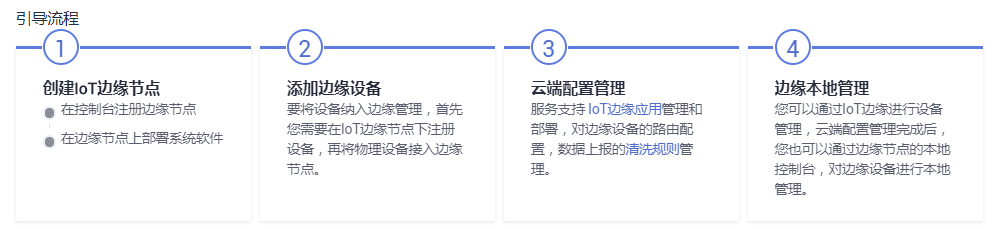 引导流程
1
创建IoT边缘节点
在控制台注册边缘节点
在边缘节点上部署系统软件
2
添加边缘设备
要将设备纳入边缘管理，首先
您需要在IoT边缘节点下注册
设备，再将物理设备接入边缘
节点。
3
云端配置管理
服务支持 IoT边缘应用管理和
部署，对边缘设备的路由配
置，数据上报的清洗规则管
理。
4
边缘本地管理
您可以通过IoT边缘进行设备
管理，云端配置管理完成后，
您也可以通过边缘节点的本地
控制台，对边缘设备进行本地
管理。